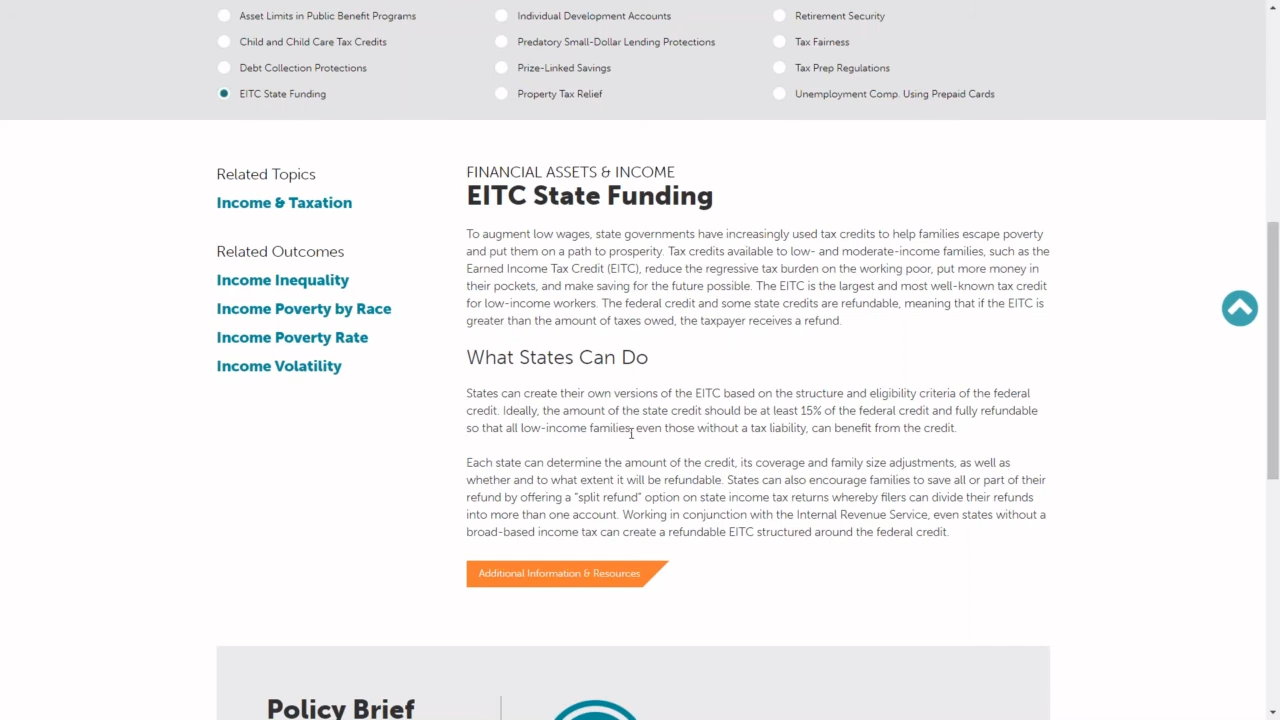 Asset Limits in Public Benefit Programs
Individual Development Accounts
Retirement Security
Child and Child Care Tax Credits
Predatory Small-Dollar Lending Protections
Tax Fairness
Debt Collection Protections
Prize-Linked Savings
Tax Prep Regulations
EITC State Funding
Property Tax Relief
Unemployment Comp. Using Prepaid Cards
Related Topics
Income & Taxation
Related Outcomes
Income Inequality
Income Poverty by Race
Income Poverty Rate
Income Volatility
FINANCIAL ASSETS & INCOME
EITC State Funding
To augment low wages, state governments have increasingly used tax credits to help families escape poverty
and put them on a path to prosperity. Tax credits available to low- and moderate-income families, such as the
Earned Income Tax Credit (EITC), reduce the regressive tax burden on the working poor, put more money in
their pockets, and make saving for the future possible. The EITC is the largest and most well-known tax credit
for low-income workers. The federal credit and some state credits are refundable, meaning that if the EITC is
greater than the amount of taxes owed, the taxpayer receives a refund.
What States Can Do
States can create their own versions of the EITC based on the structure and eligibility criteria of the federal
credit. Ideally, the amount of the state credit should be at least 15% of the federal credit and fully refundable
so that all low-income families, even those without a tax liability, can benefit from the credit.
Each state can determine the amount of the credit, its coverage and family size adjustments, as well as
whether and to what extent it will be refundable. States can also encourage families to save all or part of their
refund by offering a "split refund" option on state income tax returns whereby filers can divide their refunds
into more than one account. Working in conjunction with the Internal Revenue Service, even states without a
broad-based income tax can create a refundable EITC structured around the federal credit.
Additional Information & Resources
Policy Brief